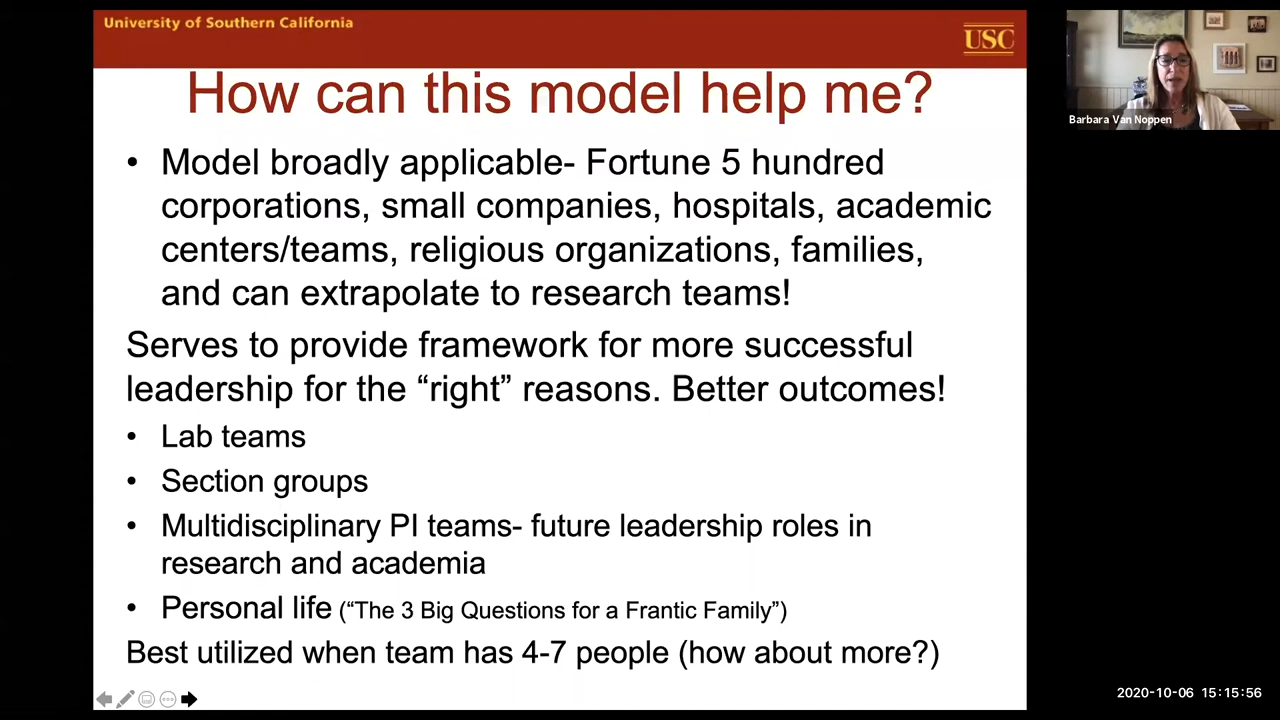 University of Southern California
USC
How can this model help me?
• Model broadly applicable- Fortune 5 hundred
corporations, small companies, hospitals, academic
centers/teams, religious organizations, families,
and can extrapolate to research teams!
Serves to provide framework for more successful
leadership for the “right” reasons. Better outcomes!
• Lab teams
• Section groups
• Multidisciplinary PI teams- future leadership roles in
research and academia
• Personal life (“The 3 Big Questions for a Frantic Family”)
Best utilized when team has 4-7 people (how about more?)
Barbara Van Noppen
2020-10-06 15:15:56